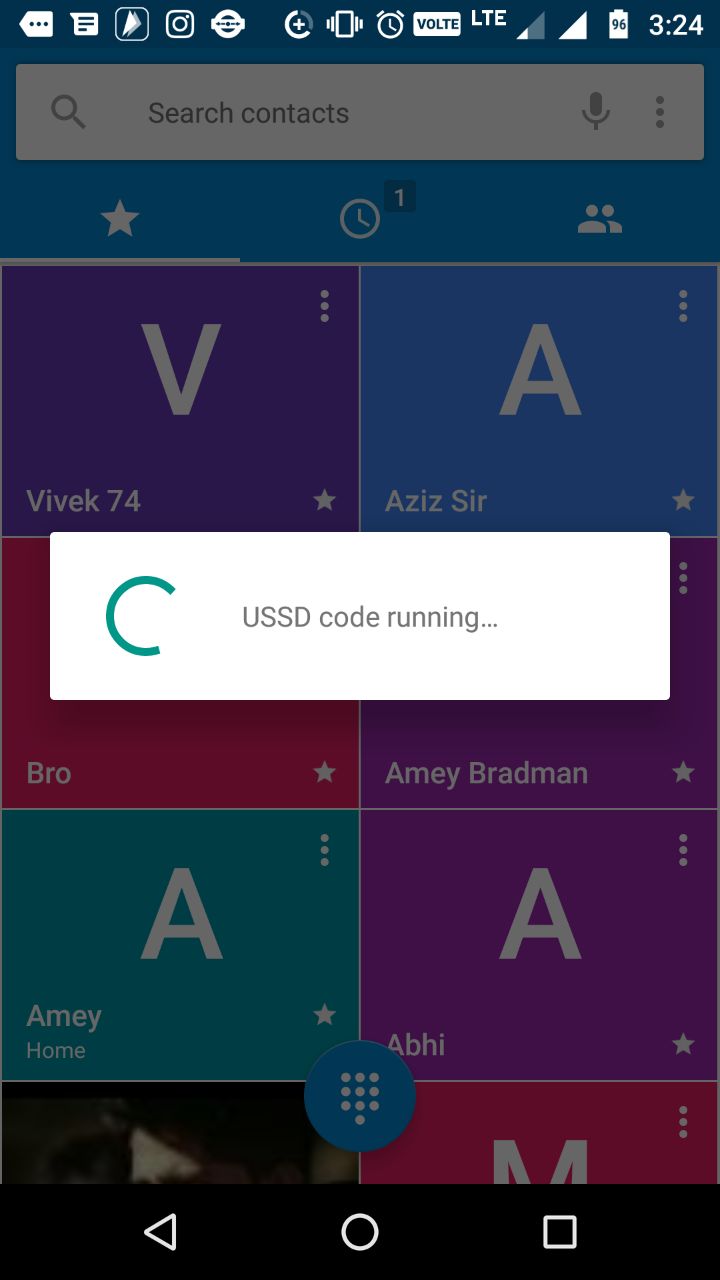 VOLTE LTE 96 3:24
Search contacts
1
V
A
Vivek 74
Aziz Sir
USSD code running...
Bro
Amey Bradman
A
A
Amey
Home
Abhi
M